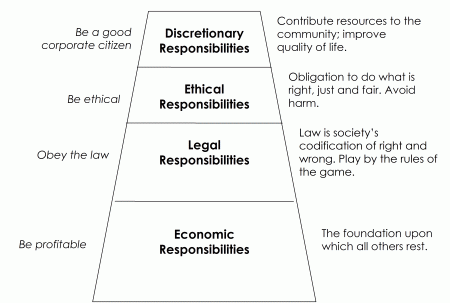 Be a good
corporate citizen
Discretionary
Responsibilities
Contribute resources to the
community; improve
quality of life.
Be ethical
Ethical
Responsibilities
Obligation to do what is
right, just and fair. Avoid
harm.
Obey the law
Legal
Responsibilities
Law is society's
codification of right and
wrong. Play by the rules of
the game.
Be profitable
Economic
Responsibilities
The foundation upon
which all others rest.